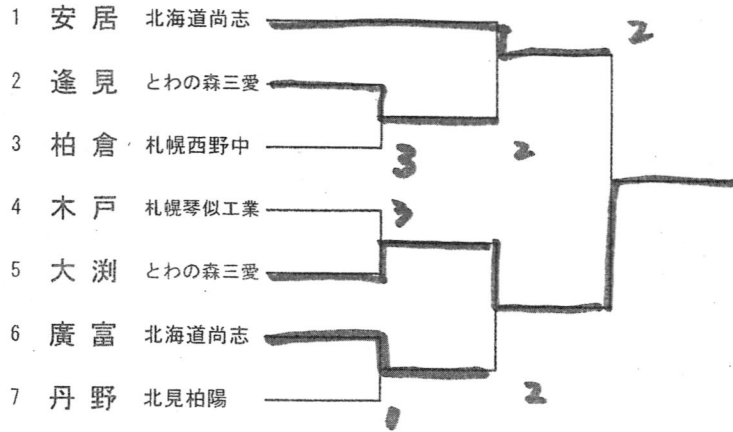 1 安居 北海道尚志
2
2 逢見 とわの森三愛
3 柏倉 札幌西野中
3 2
4 木戸 札幌琴似工業
3
5 大渕 とわの森三愛
6 廣富 北海道尚志
7 丹野 北見柏陽
2
1